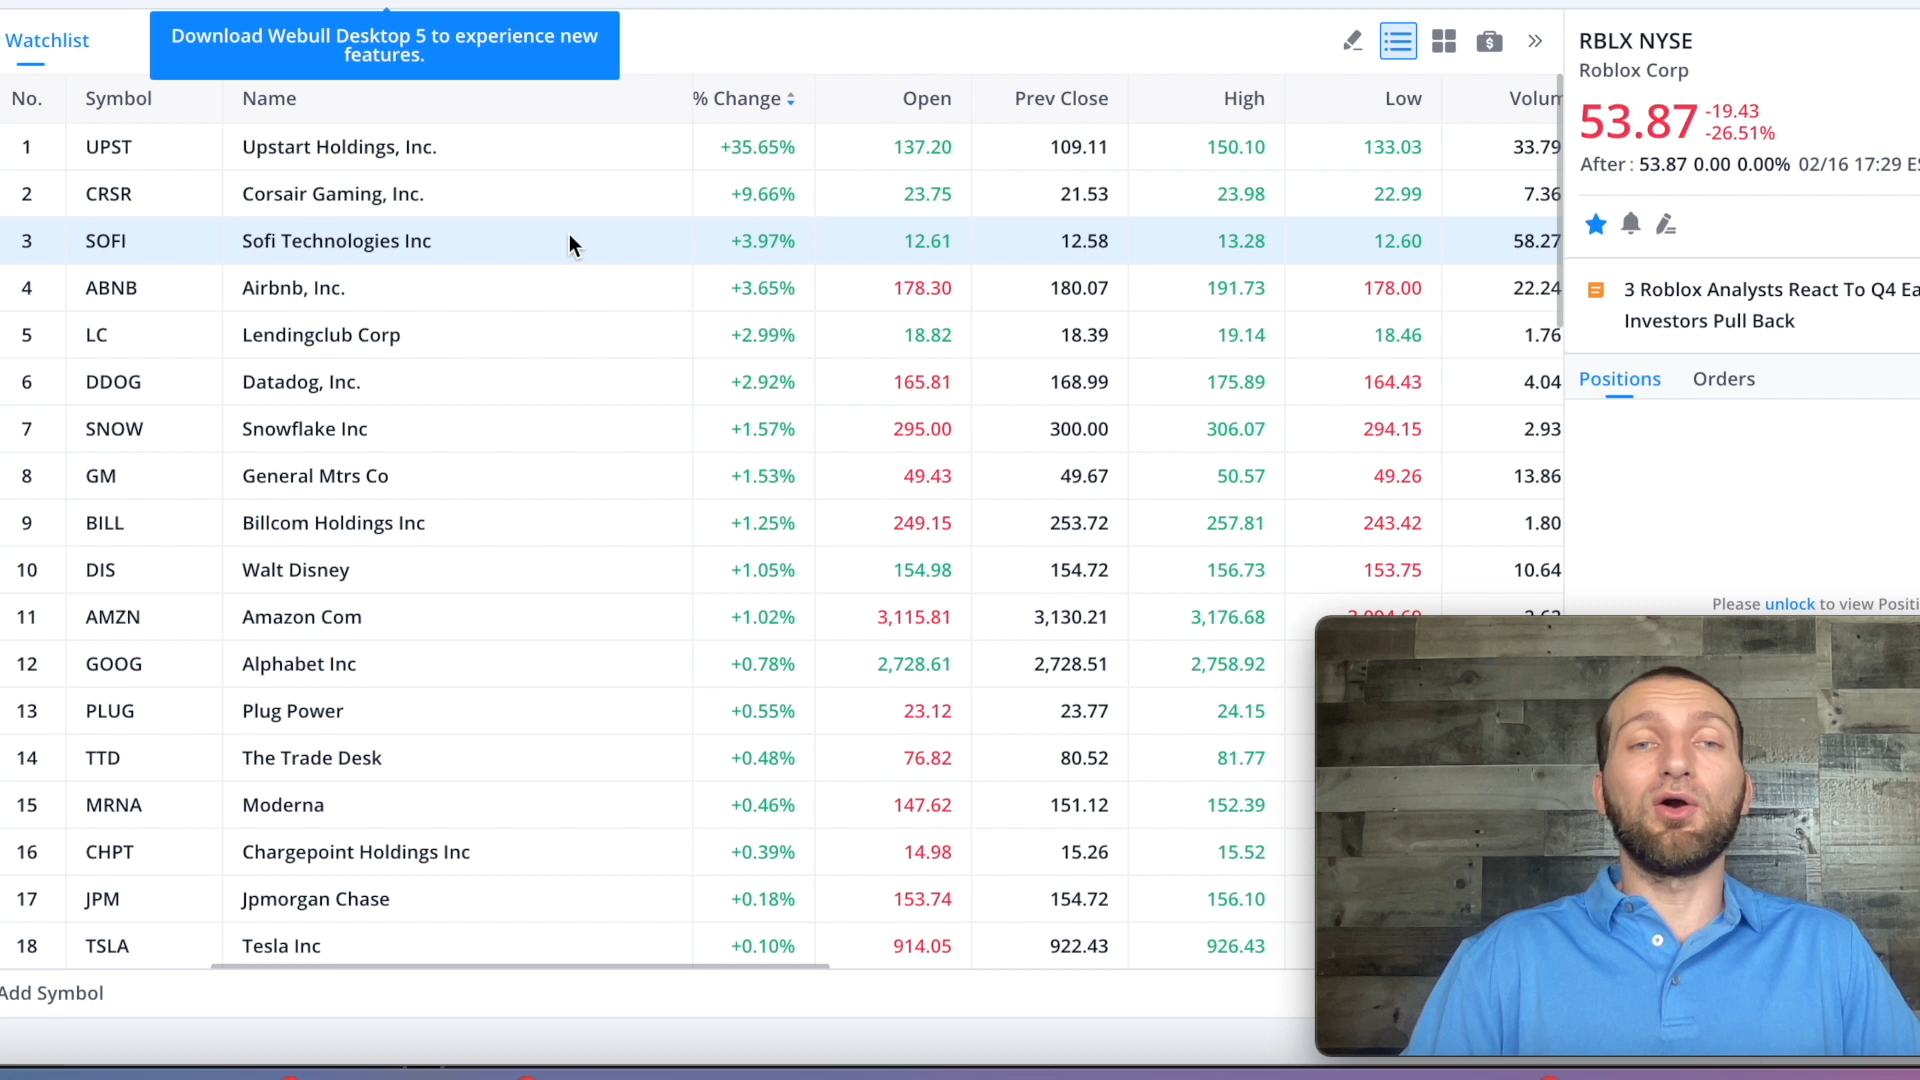 Watchlist
Download Webull Desktop 5 to experience new
features.
No. Symbol Name % Change Open Prev Close High Low
1 UPST Upstart Holdings, Inc. +35.65% 137.20 109.11 150.10 133.03 33.79
2 CRSR Corsair Gaming, Inc. +9.66% 23.75 21.53 23.98 22.99 7.36
3 SOFI Sofi Technologies Inc +3.97% 12.61 12.58 13.28 12.60 58.27
4 ABNB Airbnb, Inc. +3.65% 178.30 180.07 191.73 178.00 22.24
5 LC Lendingclub Corp +2.99% 18.82 18.39 19.14 18.46 1.76
6 DDOG Datadog, Inc. +2.92% 165.81 168.99 175.89 164.43 4.04
7 SNOW Snowflake Inc +1.57% 295.00 300.00 306.07 294.15 2.93
8 GM General Mtrs Co +1.53% 49.43 49.67 50.57 49.26 13.86
9 BILL Billcom Holdings Inc +1.25% 249.15 253.72 257.81 243.42 1.80
10 DIS Walt Disney +1.05% 154.98 154.72 156.73 153.75 10.64
11 AMZN Amazon Com +1.02% 3,115.81 3,130.21 3,176.68
12 GOOG Alphabet Inc +0.78% 2,728.61 2,728.51 2,758.92
13 PLUG Plug Power +0.55% 23.12 23.77 24.15
14 TTD The Trade Desk +0.48% 76.82 80.52 81.77
15 MRNA Moderna +0.46% 147.62 151.12 152.39
16 CHPT Chargepoint Holdings Inc +0.39% 14.98 15.26 15.52
17 JPM Jpmorgan Chase +0.18% 153.74 154.72 156.10
18 TSLA Tesla Inc +0.10% 914.05 922.43 926.43
Add Symbol
RBLX NYSE
Roblox Corp
53.87 -19.43
-26.51%
After : 53.87 0.00 0.00% 02/16 17:29
3 Roblox Analysts React To Q4
Investors Pull Back
Positions Orders
Please unlock to view